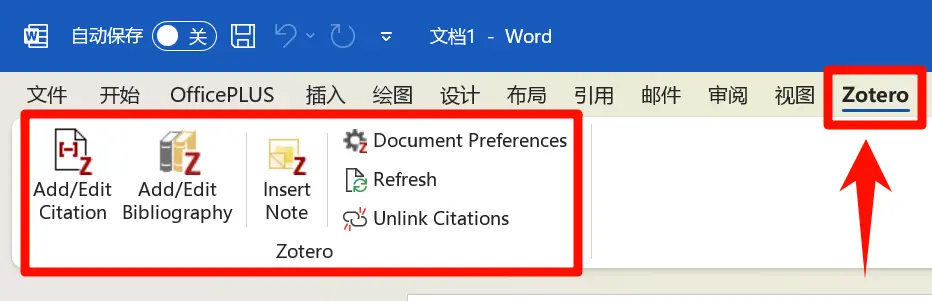 自动保存 关 文档1 - Word
文件 开始 OfficePLUS 插入 绘图 设计 布局 引用 邮件 审阅 视图 Zotero
Add/Edit Citation
Add/Edit Bibliography
Insert Note
Document Preferences
Refresh
Unlink Citations
Zotero